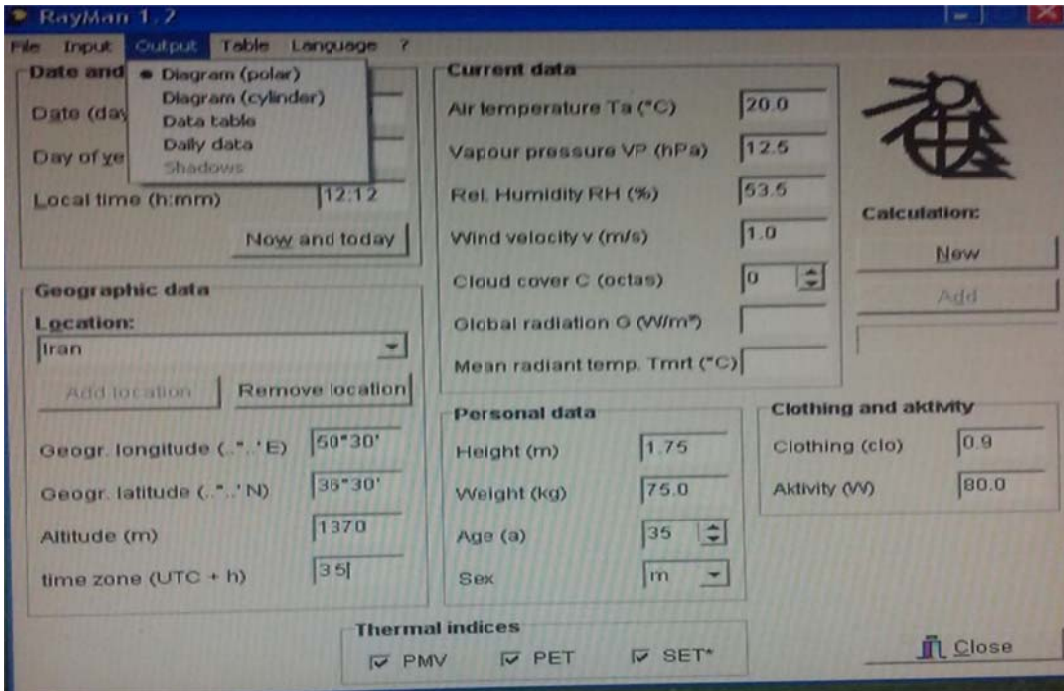 RayMan 1.2
File Input Output Table Language ?
Date and
Diagram (polar)
Diagram (cylinder)
Data table
Daily data
Shadows
Date (day
Day of ye
Local time (h:mm) 12:12
Now and today
Geographic data
Location:
Iran
Add location Remove location
Geogr. longitude (..°..' E) 50°30'
Geogr. latitude (..°..' N) 35°30'
Altitude (m) 1370
time zone (UTC + h) 3.5
Current data
Air temperature Ta (°C) 20.0
Vapour pressure VP (hPa) 12.5
Rel. Humidity RH (%) 53.5
Wind velocity v (m/s) 1.0
Cloud cover C (octas) 0
Global radiation G (W/m²)
Mean radiant temp. Tmrt (°C)
Calculation:
New
Add
Personal data
Height (m) 1.75
Weight (kg) 75.0
Age (a) 35
Sex m
Clothing and aktivity
Clothing (clo) 0.9
Aktivity (W) 80.0
Thermal indices
PMV PET SET*
Close